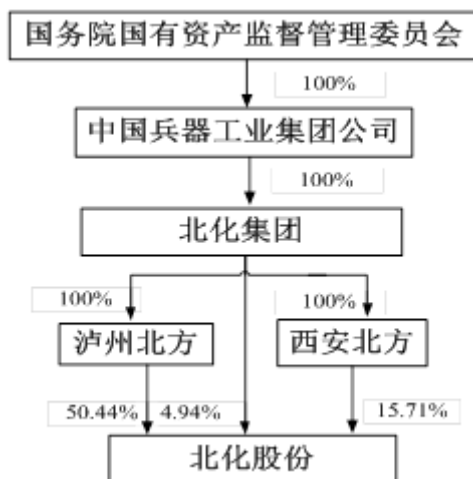 国务院国有资产监督管理委员会
100%
中国兵器工业集团公司
100%
北化集团
100% 100%
泸州北方 西安北方
50.44% 4.94% 15.71%
北化股份